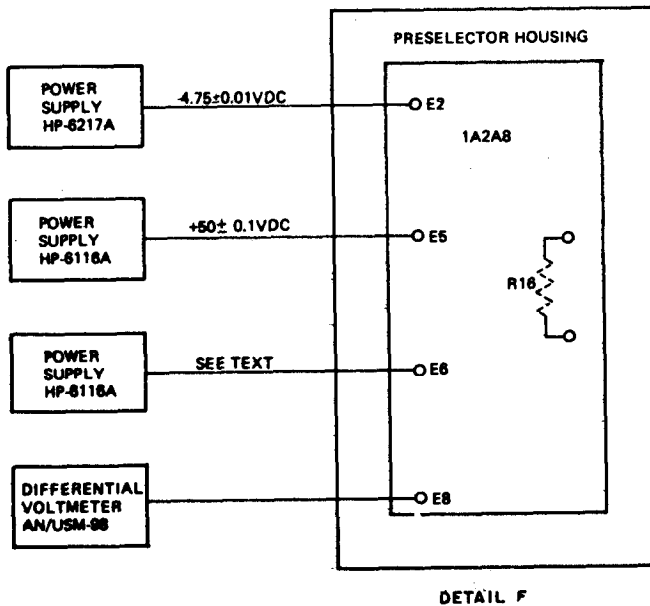 PRESELECTOR HOUSING
POWER
SUPPLY
HP-6217A
-4.75±0.01VDC
E2
1A2A8
POWER
SUPPLY
HP-6116A
+50± 0.1VDC
E5
R16
POWER
SUPPLY
HP-6116A
SEE TEXT
E6
DIFFERENTIAL
VOLTMETER
AN/USM-98
E8
DETAIL F